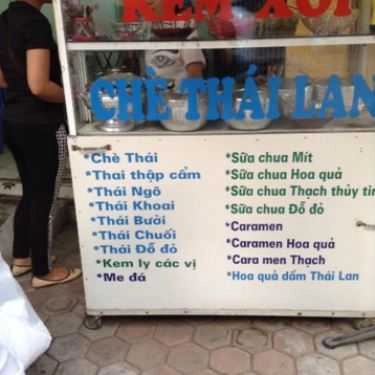 KEM XÔI
CHÈ THÁI LAN
*Chè Thái
*Thai thập cẩm
*Thái Ngô
*Thái Khoai
*Thái Bưởi
*Thái Chuối
*Thái Đỗ đỏ
*Kem ly các vị
*Me đá
*Sữa chua Mít
*Sữa chua Hoa quả
*Sữa chua Thạch thủy tin
*Sữa chua Đỗ đỏ
*Caramen
*Caramen Hoa quả
*Cara men Thạch
*Hoa quả dầm Thái Lan